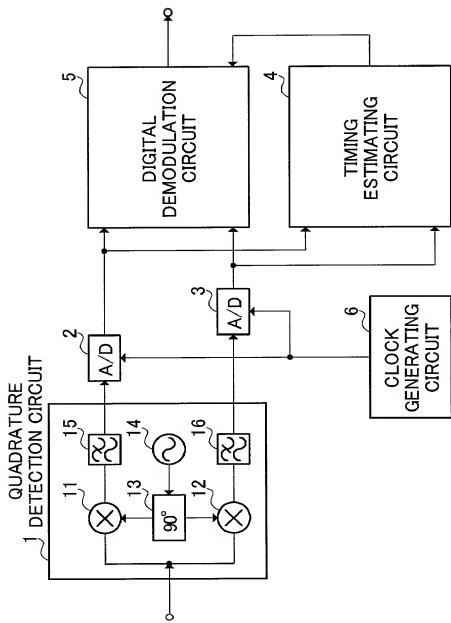 QUADRATURE
DETECTION CIRCUIT
1
11
15
14
13
90°
12
16
2
A/D
3
A/D
5
DIGITAL
DEMODULATION
CIRCUIT
4
TIMING
ESTIMATING
CIRCUIT
6
CLOCK
GENERATING
CIRCUIT